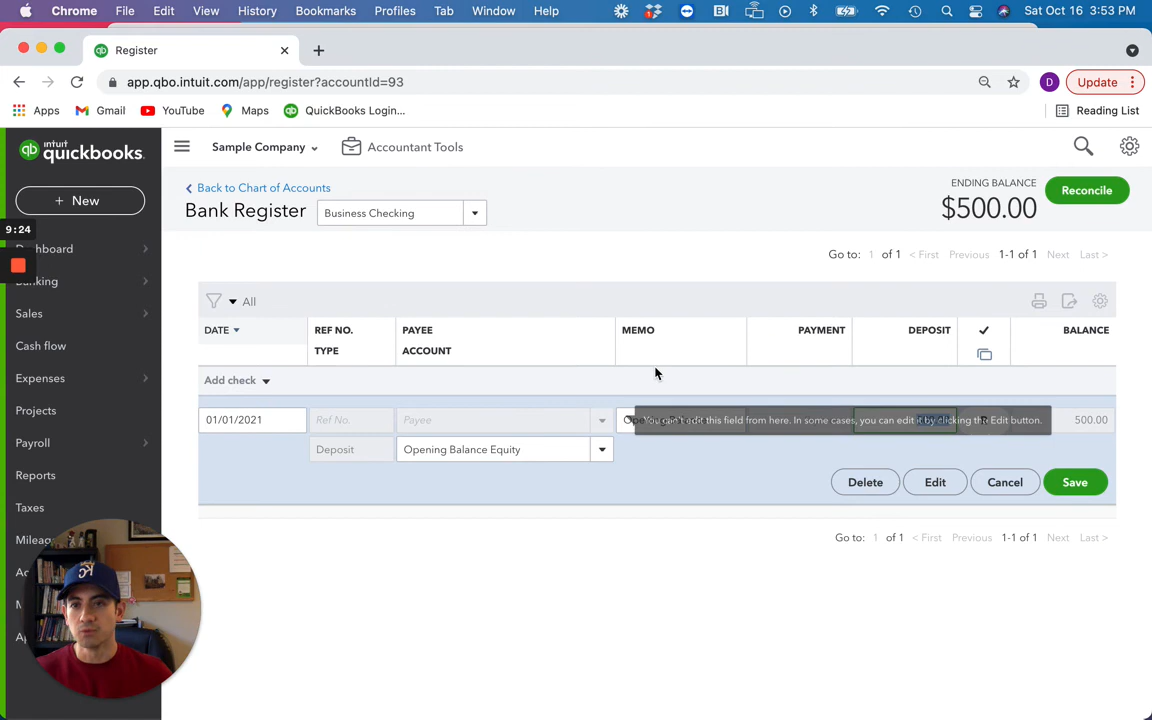 Chrome File Edit View History Bookmarks Profiles Tab Window Help Sat Oct 16 3:53 PM
Register
app.qbo.intuit.com/app/register?accountId=93 D Update
Apps Gmail YouTube Maps QuickBooks Login... Reading List
intuit quickbooks. Sample Company Accountant Tools
Back to Chart of Accounts
ENDING BALANCE
$500.00
Reconcile
+ New
Bank Register Business Checking
9:24
Dashboard
Banking
Sales
Cash flow
Expenses
Projects
Payroll
Reports
Taxes
Go to: 1 of 1 < First Previous 1-1 of 1 Next Last >
All
DATE REF NO. PAYEE MEMO PAYMENT DEPOSIT BALANCE
TYPE ACCOUNT
Add check
01/01/2021 Ref No. Payee You can't edit this field from here. In some cases, you can edit it by clicking the Edit button. 500.00
Deposit Opening Balance Equity
Delete Edit Cancel Save
Go to: 1 of 1 < First Previous 1-1 of 1 Next Last >